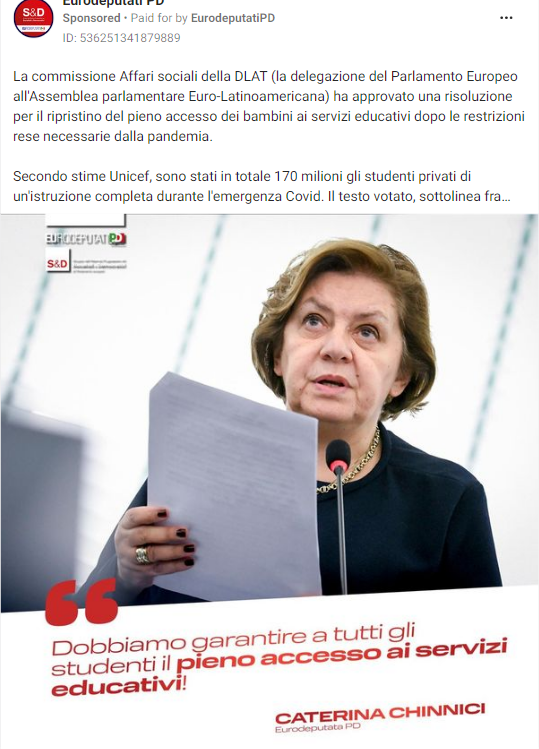 Eurodeputati PD
Sponsored • Paid for by EurodeputatiPD
ID: 536251341879889
S&D
La commissione Affari sociali della DLAT (la delegazione del Parlamento Europeo
all'Assemblea parlamentare Euro-Latinoamericana) ha approvato una risoluzione
per il ripristino del pieno accesso dei bambini ai servizi educativi dopo le restrizioni
rese necessarie dalla pandemia.
Secondo stime Unicef, sono stati in totale 170 milioni gli studenti privati di
un'istruzione completa durante l'emergenza Covid. Il testo votato, sottolinea fra...
EURODEPUTATI PD
S&D
Dobbiamo garantire a tutti gli
studenti il pieno accesso ai servizi
educativi!
CATERINA CHINNICI
Eurodeputata PD